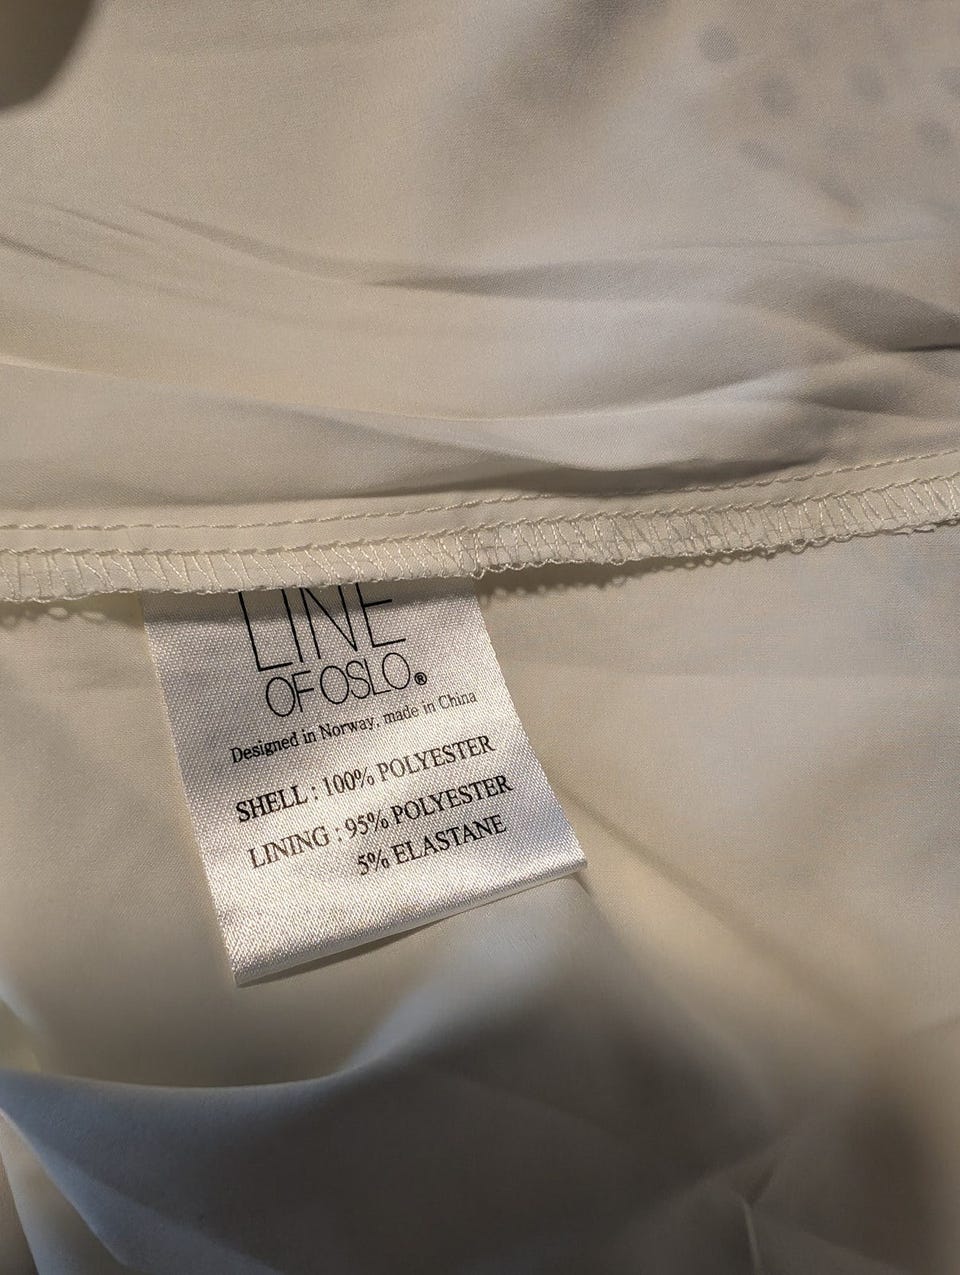 LINE
OF OSLO®
Designed in Norway, made in China
SHELL : 100% POLYESTER
LINING : 95% POLYESTER
5% ELASTANE